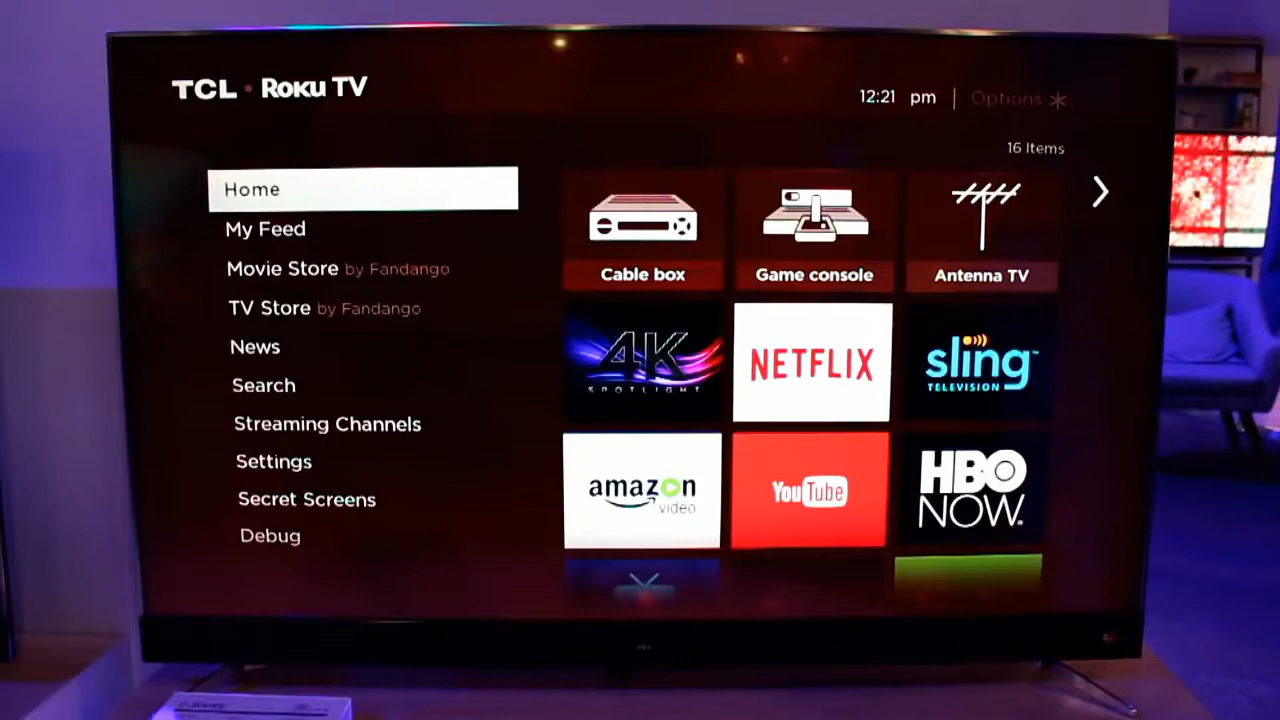 TCL • Roku TV
12:21 pm | Options *
16 Items
Home
My Feed
Movie Store by Fandango
TV Store by Fandango
News
Search
Streaming Channels
Settings
Secret Screens
Debug
Cable box
Game console
Antenna TV
4K
SPOTLIGHT
NETFLIX
sling
TELEVISION
amazon
video
YouTube
HBO
NOW.